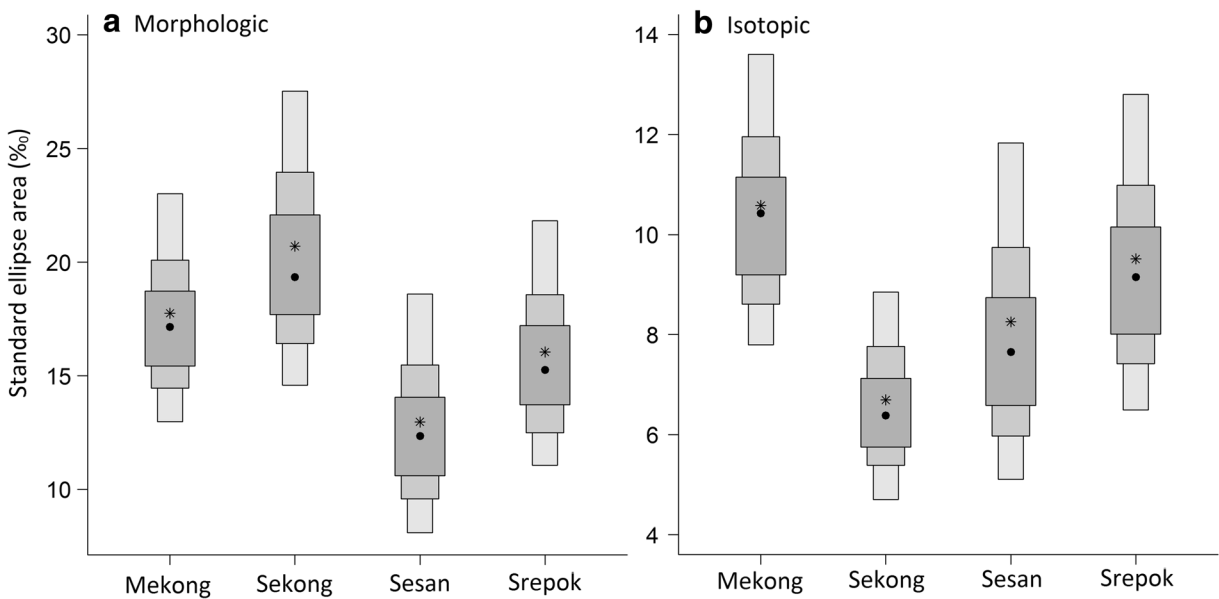 a Morphologic
b Isotopic
Standard ellipse area (‰)
30
25
20
15
10
Mekong
Sekong
Sesan
Srepok
14
12
10
8
6
4
Mekong
Sekong
Sesan
Srepok